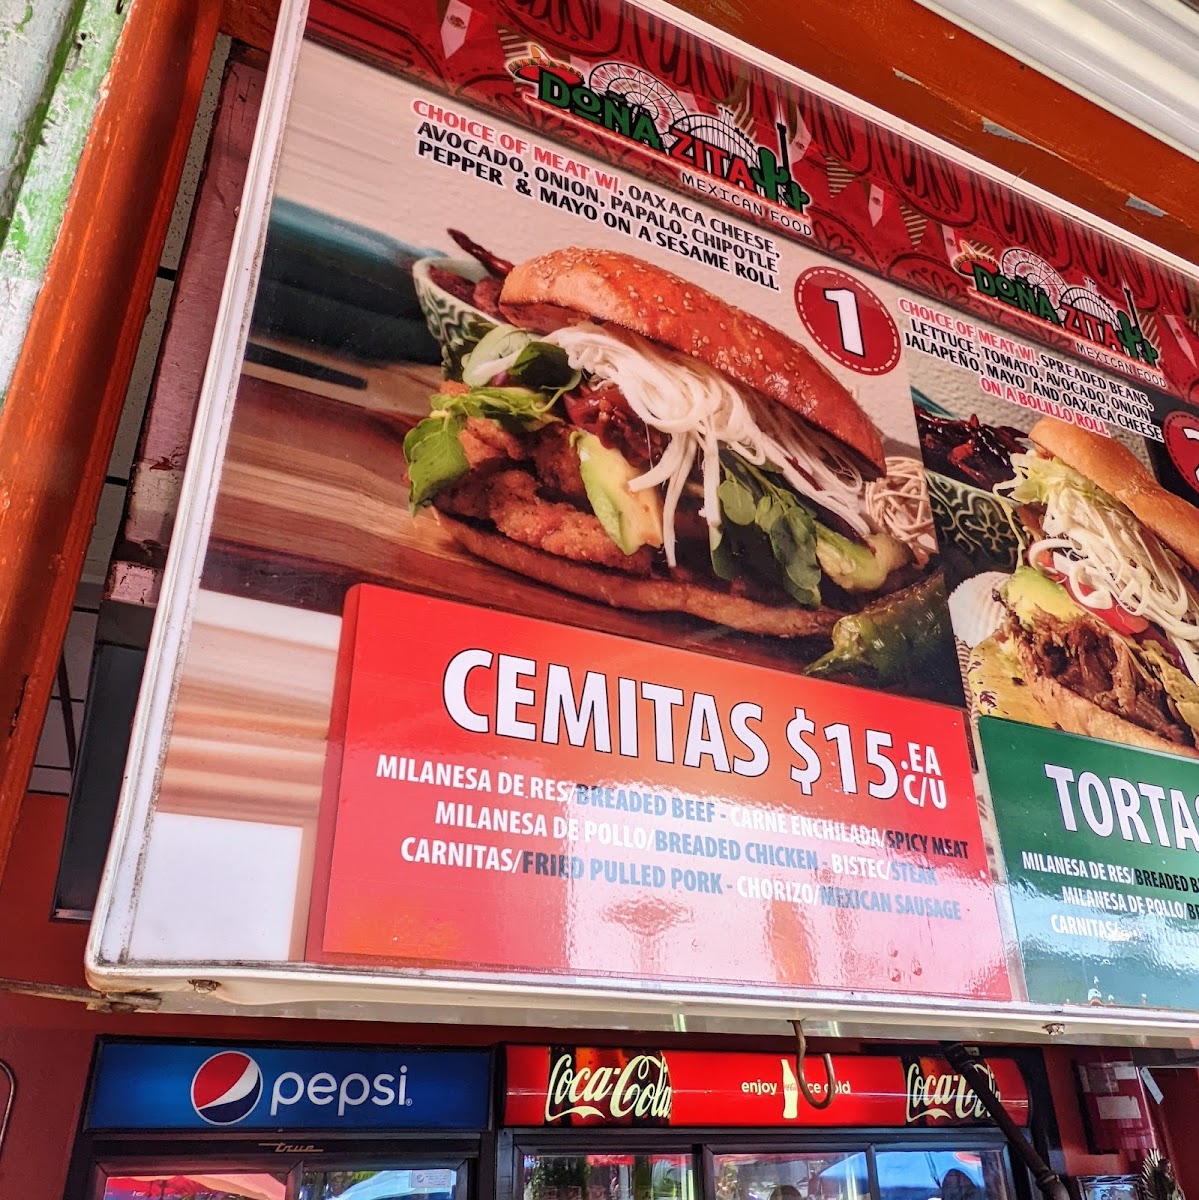 DOÑA ZITA
MEXICAN FOOD
CHOICE OF MEAT W/, OAXACA CHEESE,
AVOCADO, ONION, PAPALO, CHIPOTLE
PEPPER & MAYO ON A SESAME ROLL
1
CEMITAS $15.EA
C/U
MILANESA DE RES/BREADED BEEF - CARNE ENCHILADA/SPICY MEAT
MILANESA DE POLLO/BREADED CHICKEN - BISTEC/STEAK
CARNITAS/FRIED PULLED PORK - CHORIZO/MEXICAN SAUSAGE
DOÑA ZITA
MEXICAN FOOD
CHOICE OF MEAT W/, SPREADED BEANS,
LETTUCE, TOMATO, AVOCADO, ONION
JALAPEÑO, MAYO AND OAXACA CHEESE
ON A BOLILLO ROLL
TORTA
MILANESA DE RES/BREADED
MILANESA DE POLLO/
CARNITAS/
pepsi
true
Coca-Cola
enjoy ice cold
Coca-Cola